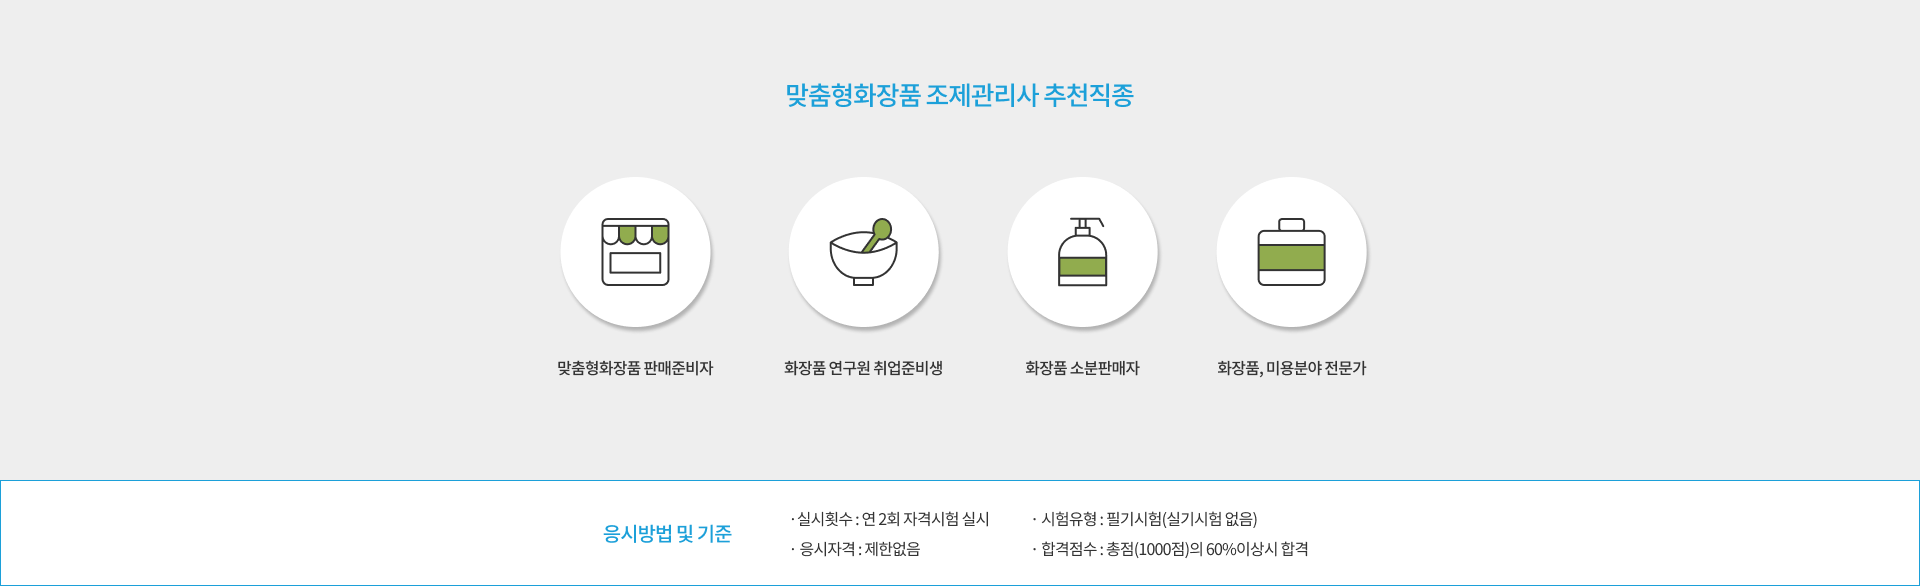 맞춤형화장품 조제관리사 추천직종
맞춤형화장품 판매준비자
화장품 연구원 취업준비생
화장품 소분판매자
화장품, 미용분야 전문가
응시방법 및 기준
· 실시횟수 : 연 2회 자격시험 실시
· 시험유형 : 필기시험(실기시험 없음)
· 응시자격 : 제한없음
· 합격점수 : 총점(1000점)의 60%이상시 합격